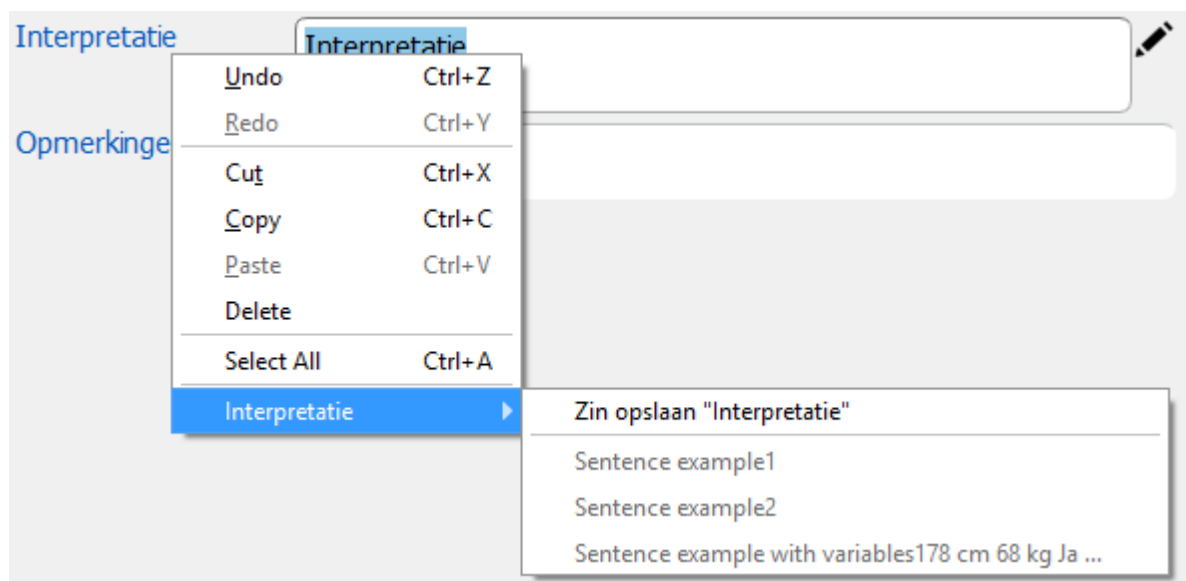 Interpretatie
Interpretatie
Undo Ctrl+Z
Redo Ctrl+Y
Opmerkinge
Cut Ctrl+X
Copy Ctrl+C
Paste Ctrl+V
Delete
Select All Ctrl+A
Interpretatie
Zin opslaan "Interpretatie"
Sentence example1
Sentence example2
Sentence example with variables178 cm 68 kg Ja ...